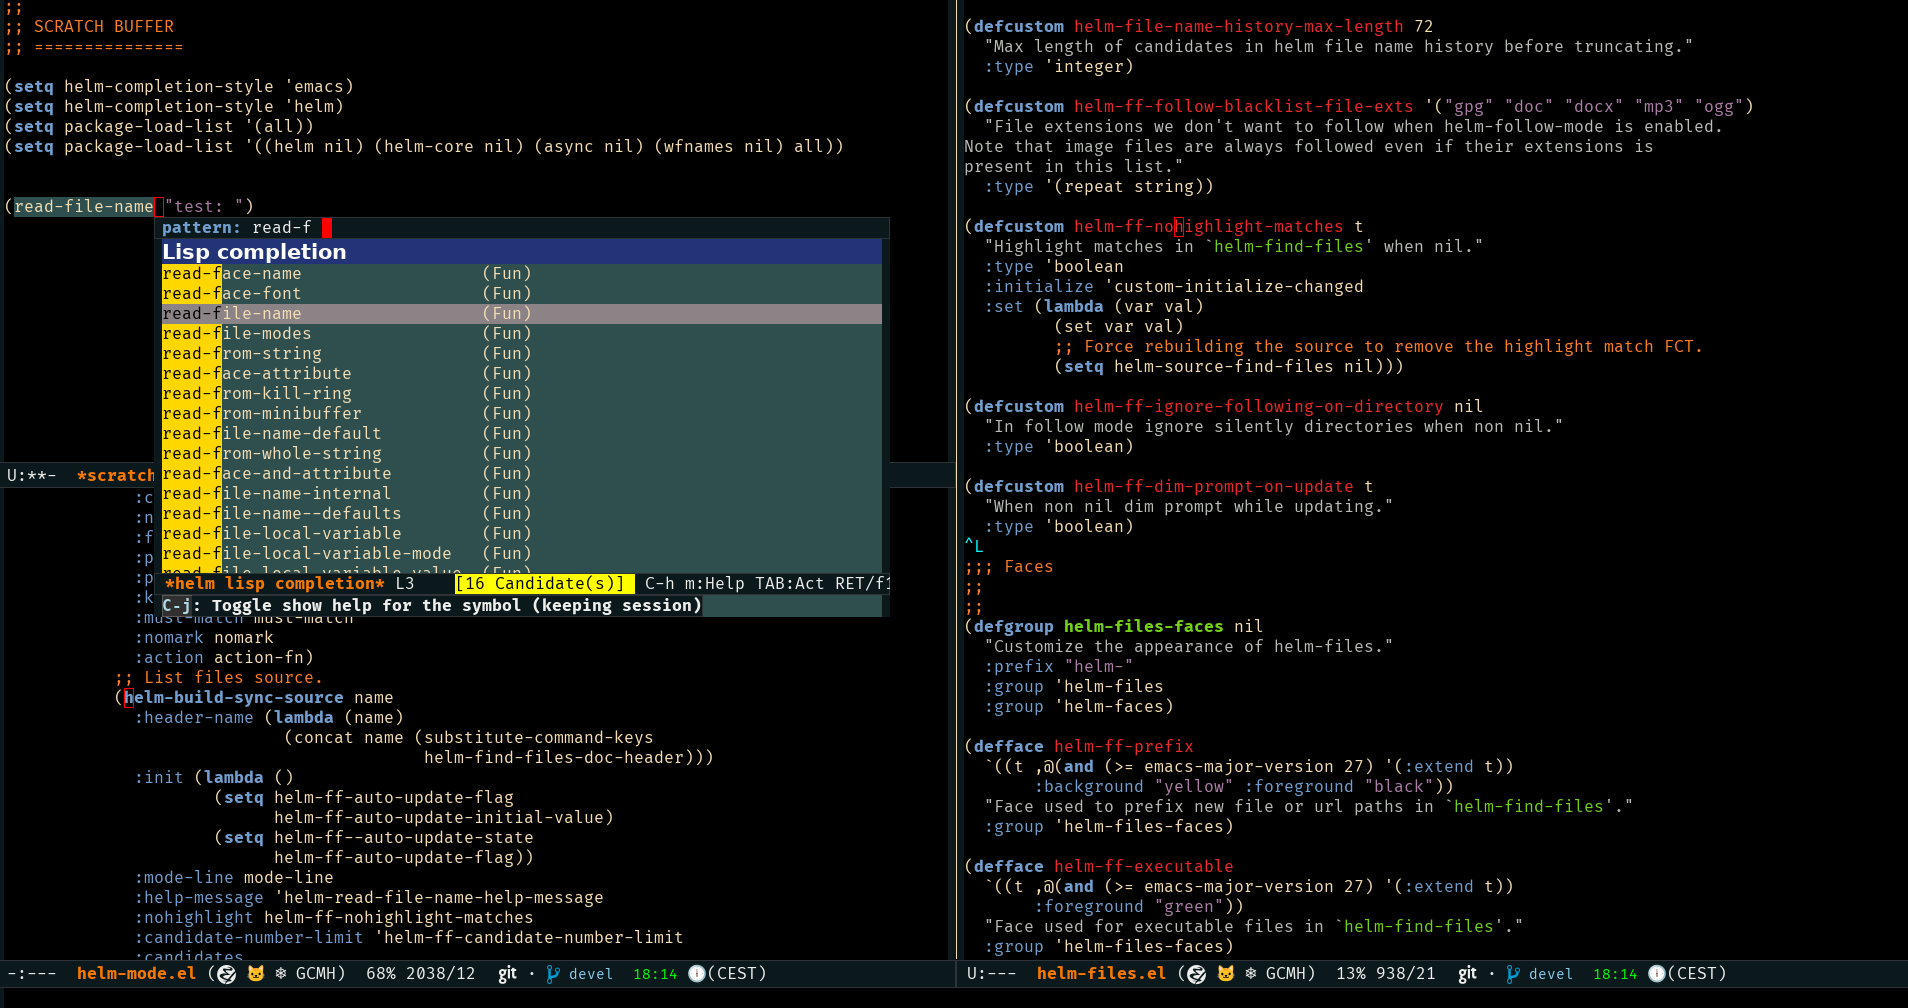 ;;
;; SCRATCH BUFFER
;; ===============
(setq helm-completion-style 'emacs)
(setq helm-completion-style 'helm)
(setq package-load-list '(all))
(setq package-load-list '((helm nil) (helm-core nil) (async nil) (wfnames nil) all))
(read-file-name "test: ")
pattern: read-f
Lisp completion
read-face-name (Fun)
read-face-font (Fun)
read-file-name (Fun)
read-file-modes (Fun)
read-from-string (Fun)
read-face-attribute (Fun)
read-from-kill-ring (Fun)
read-from-minibuffer (Fun)
read-file-name-default (Fun)
read-from-whole-string (Fun)
read-face-and-attribute (Fun)
read-file-name-internal (Fun)
read-file-name--defaults (Fun)
read-file-local-variable (Fun)
read-file-local-variable-mode (Fun)
read-file-local-variable-value (Fun)
*helm lisp completion* L3 [16 Candidate(s)] C-h m:Help TAB:Act RET/f1
C-j: Toggle show help for the symbol (keeping session)
U:**- *scratch
:c
:n
:f
:p
:p
:k
:must-match must-match
:nomark nomark
:action action-fn)
;; List files source.
(helm-build-sync-source name
:header-name (lambda (name)
(concat name (substitute-command-keys
helm-find-files-doc-header)))
:init (lambda ()
(setq helm-ff-auto-update-flag
helm-ff-auto-update-initial-value)
(setq helm-ff--auto-update-state
helm-ff-auto-update-flag))
:mode-line mode-line
:help-message 'helm-read-file-name-help-message
:nohighlight helm-ff-nohighlight-matches
:candidate-number-limit 'helm-ff-candidate-number-limit
:candidates
-:--- helm-mode.el ( GCMH) 68% 2038/12 git · devel 18:14 (CEST)
(defcustom helm-file-name-history-max-length 72
"Max length of candidates in helm file name history before truncating."
:type 'integer)
(defcustom helm-ff-follow-blacklist-file-exts '("gpg" "doc" "docx" "mp3" "ogg")
"File extensions we don't want to follow when helm-follow-mode is enabled.
Note that image files are always followed even if their extensions is
present in this list."
:type '(repeat string))
(defcustom helm-ff-nohighlight-matches t
"Highlight matches in `helm-find-files' when nil."
:type 'boolean
:initialize 'custom-initialize-changed
:set (lambda (var val)
(set var val)
;; Force rebuilding the source to remove the highlight match FCT.
(setq helm-source-find-files nil)))
(defcustom helm-ff-ignore-following-on-directory nil
"In follow mode ignore silently directories when non nil."
:type 'boolean)
(defcustom helm-ff-dim-prompt-on-update t
"When non nil dim prompt while updating."
:type 'boolean)
^L
;;; Faces
;;
;;
(defgroup helm-files-faces nil
"Customize the appearance of helm-files."
:prefix "helm-"
:group 'helm-files
:group 'helm-faces)
(defface helm-ff-prefix
`((t ,@(and (>= emacs-major-version 27) '(:extend t))
:background "yellow" :foreground "black"))
"Face used to prefix new file or url paths in `helm-find-files'."
:group 'helm-files-faces)
(defface helm-ff-executable
`((t ,@(and (>= emacs-major-version 27) '(:extend t))
:foreground "green"))
"Face used for executable files in `helm-find-files'."
:group 'helm-files-faces)
U:--- helm-files.el ( GCMH) 13% 938/21 git · devel 18:14 (CEST)